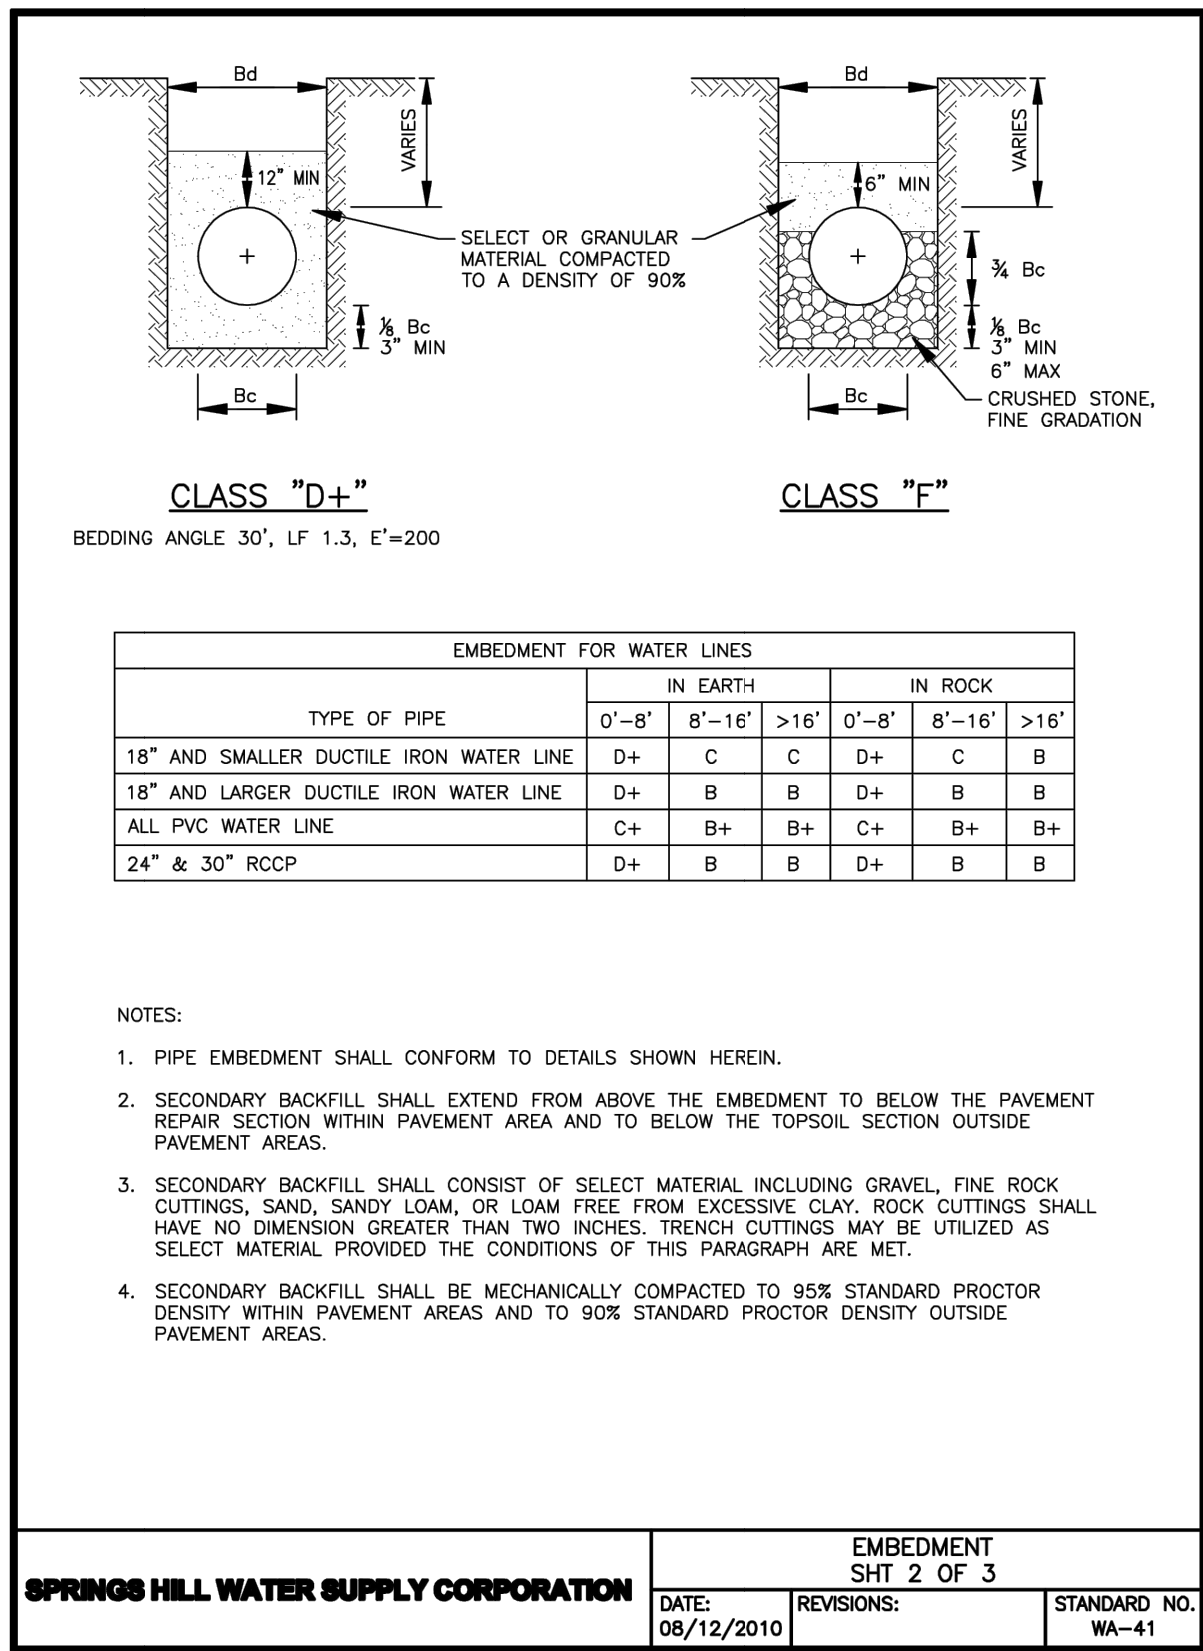 Bd
VARIES
12” MIN
⅛ Bc
3” MIN
Bc
CLASS ”D+”
BEDDING ANGLE 30’, LF 1.3, E’=200
SELECT OR GRANULAR
MATERIAL COMPACTED
TO A DENSITY OF 90%
Bd
VARIES
6” MIN
¾ Bc
⅛ Bc
3” MIN
6” MAX
Bc
CRUSHED STONE,
FINE GRADATION
CLASS ”F”
EMBEDMENT FOR WATER LINES
TYPE OF PIPE IN EARTH IN ROCK
0’–8’ 8’–16’ >16’ 0’–8’ 8’–16’ >16’
18” AND SMALLER DUCTILE IRON WATER LINE D+ C C D+ C B
18” AND LARGER DUCTILE IRON WATER LINE D+ B B D+ B B
ALL PVC WATER LINE C+ B+ B+ C+ B+ B+
24” & 30” RCCP D+ B B D+ B B
NOTES:
1. PIPE EMBEDMENT SHALL CONFORM TO DETAILS SHOWN HEREIN.
2. SECONDARY BACKFILL SHALL EXTEND FROM ABOVE THE EMBEDMENT TO BELOW THE PAVEMENT
REPAIR SECTION WITHIN PAVEMENT AREA AND TO BELOW THE TOPSOIL SECTION OUTSIDE
PAVEMENT AREAS.
3. SECONDARY BACKFILL SHALL CONSIST OF SELECT MATERIAL INCLUDING GRAVEL, FINE ROCK
CUTTINGS, SAND, SANDY LOAM, OR LOAM FREE FROM EXCESSIVE CLAY. ROCK CUTTINGS SHALL
HAVE NO DIMENSION GREATER THAN TWO INCHES. TRENCH CUTTINGS MAY BE UTILIZED AS
SELECT MATERIAL PROVIDED THE CONDITIONS OF THIS PARAGRAPH ARE MET.
4. SECONDARY BACKFILL SHALL BE MECHANICALLY COMPACTED TO 95% STANDARD PROCTOR
DENSITY WITHIN PAVEMENT AREAS AND TO 90% STANDARD PROCTOR DENSITY OUTSIDE
PAVEMENT AREAS.
SPRINGS HILL WATER SUPPLY CORPORATION
EMBEDMENT
SHT 2 OF 3
DATE:
08/12/2010
REVISIONS:
STANDARD NO.
WA–41